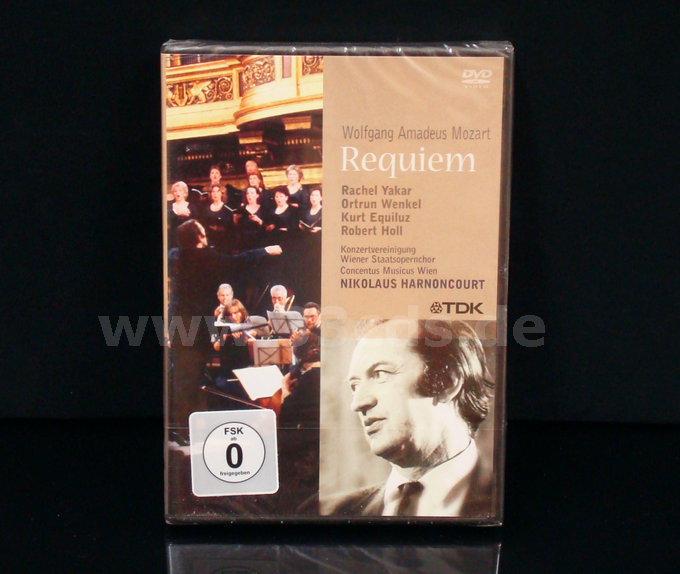 DVD
VIDEO
Wolfgang Amadeus Mozart
Requiem
Rachel Yakar
Ortrun Wenkel
Kurt Equiluz
Robert Holl
Konzertvereinigung
Wiener Staatsopernchor
Concentus Musicus Wien
NIKOLAUS HARNONCOURT
TDK
FSK
ab
0
freigegeben